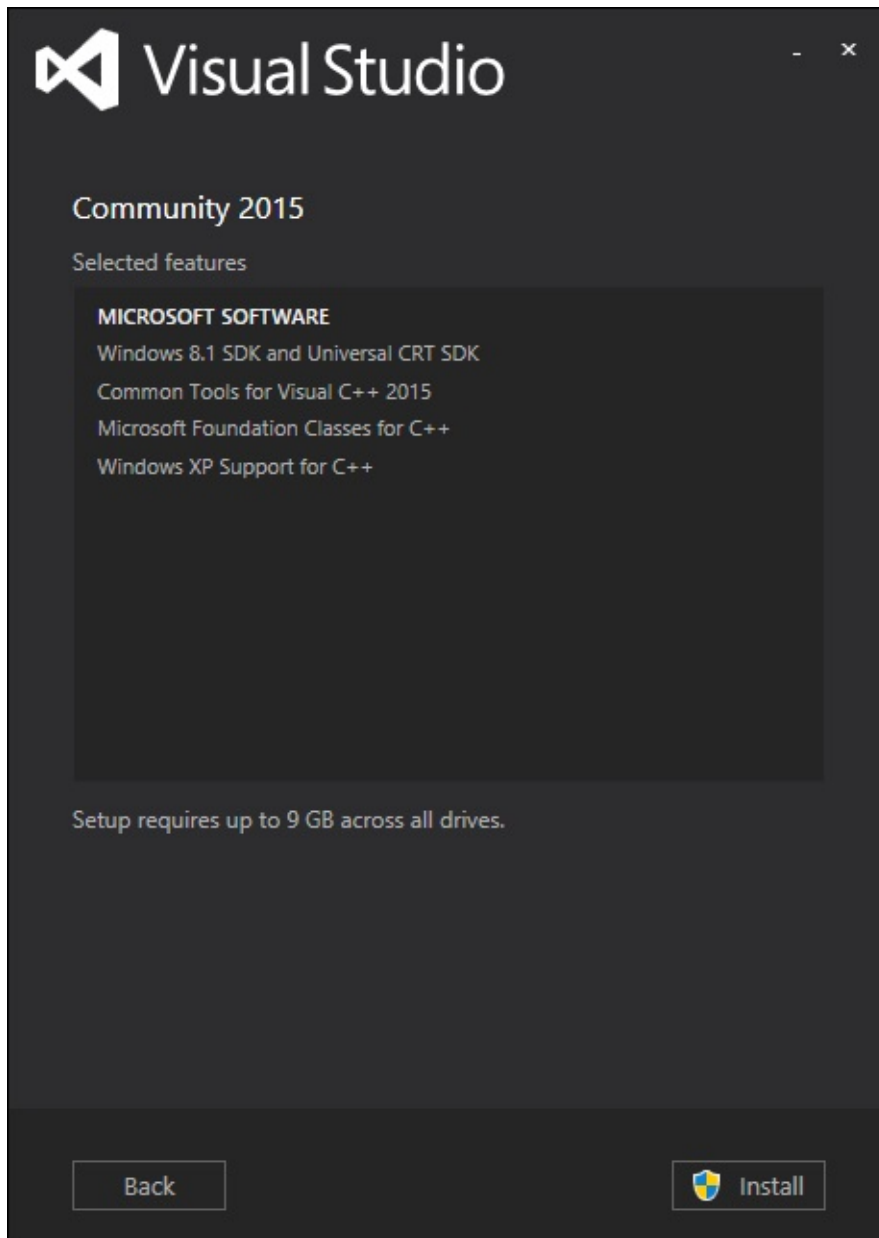 Visual Studio
Community 2015
Selected features
MICROSOFT SOFTWARE
Windows 8.1 SDK and Universal CRT SDK
Common Tools for Visual C++ 2015
Microsoft Foundation Classes for C++
Windows XP Support for C++
Setup requires up to 9 GB across all drives.
Back
Install